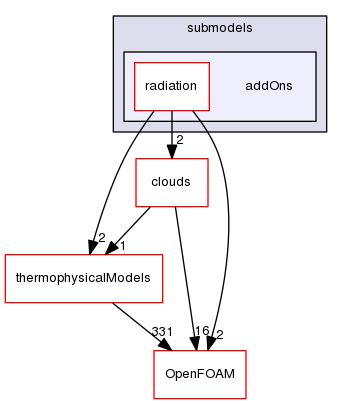 submodels
radiation
addOns
2
clouds
2
1
thermophysicalModels
331
16
2
OpenFOAM